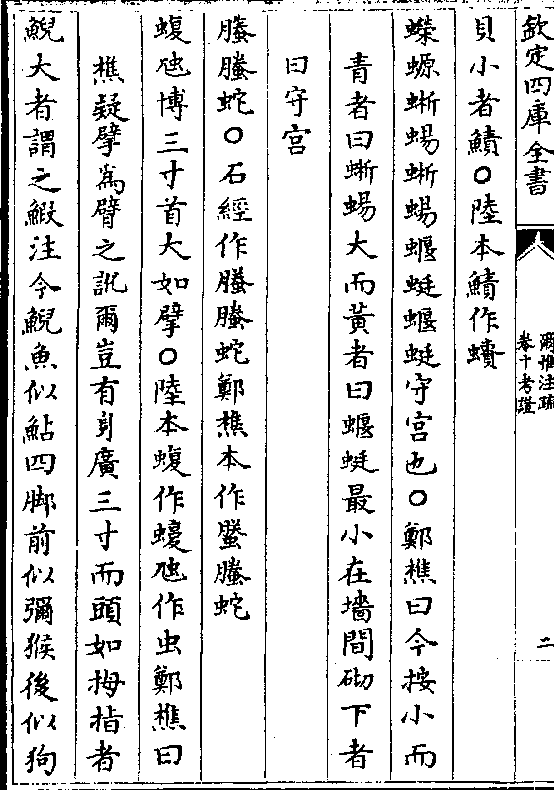 欽定四庫全書
爾雅注疏
卷十考證
二
貝小者鰿○陸本鰿作蟦
蠑螈蜥蜴蜥蜴蝘蜓蝘蜓守宫也○鄭樵曰今按小而
青者曰蜥蜴大而黄者曰蝘蜓最小在墻間砌下者
曰守宫
螣螣蛇○石經作螣螣蛇鄭樵本作螣螣蛇
蝮虺博三寸首大如擘○陸本蝮作蝮虺作虫鄭樵曰
樵疑擘為臂之訛爾豈有身廣三寸而頭如拇指者
鯢大者謂之鰕注今鯢魚似鮎四脚前似獼猴後似狗